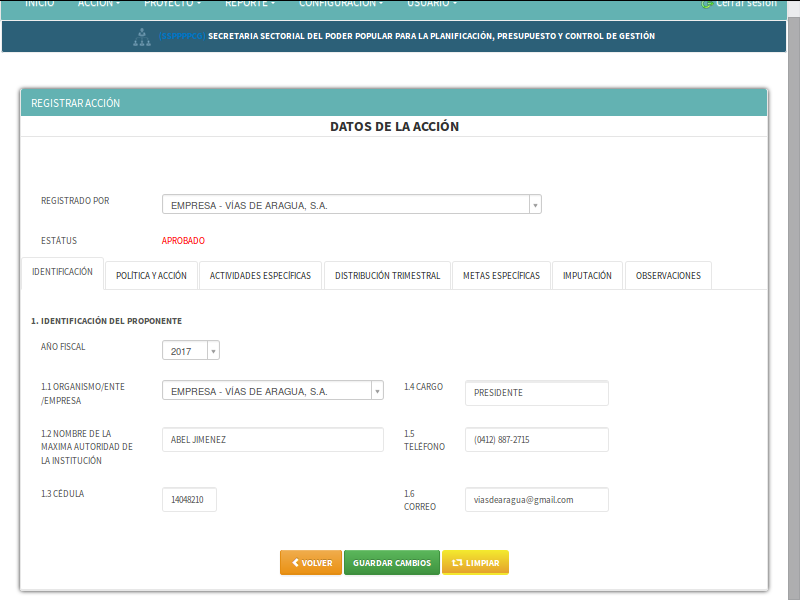 INICIO ACCIÓN PROYECTO REPORTE CONFIGURACIÓN USUARIO Cerrar sesión
(SSPPPPCG) SECRETARIA SECTORIAL DEL PODER POPULAR PARA LA PLANIFICACIÓN, PRESUPUESTO Y CONTROL DE GESTIÓN
REGISTRAR ACCIÓN
DATOS DE LA ACCIÓN
REGISTRADO POR EMPRESA - VÍAS DE ARAGUA, S.A.
ESTÁTUS APROBADO
IDENTIFICACIÓN POLÍTICA Y ACCIÓN ACTIVIDADES ESPECÍFICAS DISTRIBUCIÓN TRIMESTRAL METAS ESPECÍFICAS IMPUTACIÓN OBSERVACIONES
1. IDENTIFICACIÓN DEL PROPONENTE
AÑO FISCAL 2017
1.1 ORGANISMO/ENTE
/EMPRESA
EMPRESA - VÍAS DE ARAGUA, S.A.
1.4 CARGO PRESIDENTE
1.2 NOMBRE DE LA
MAXIMA AUTORIDAD DE
LA INSTITUCIÓN
ABEL JIMENEZ
1.5
TELÉFONO
(0412) 887-2715
1.3 CÉDULA 14048210
1.6
CORREO
viasdearagua@gmail.com
VOLVER GUARDAR CAMBIOS LIMPIAR